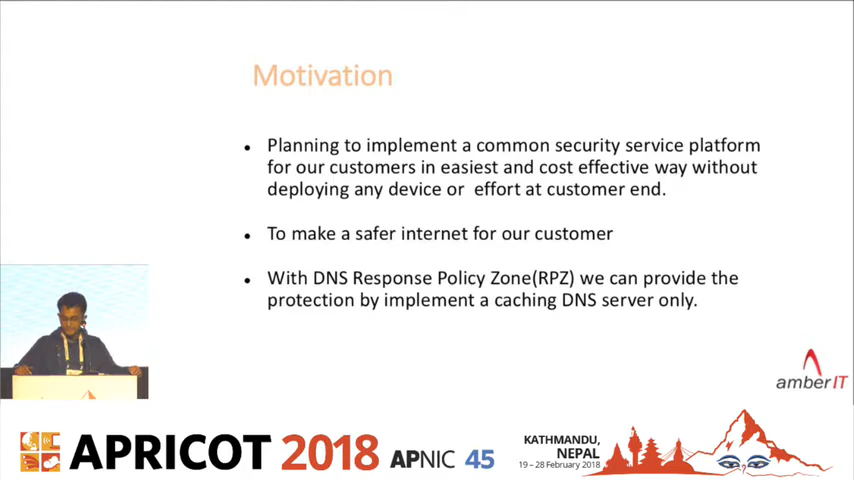 Motivation
• Planning to implement a common security service platform
for our customers in easiest and cost effective way without
deploying any device or effort at customer end.
• To make a safer internet for our customer
• With DNS Response Policy Zone(RPZ) we can provide the
protection by implement a caching DNS server only.
amber IT
APRICOT 2018 APNIC 45
KATHMANDU,
NEPAL
19 – 28 February 2018